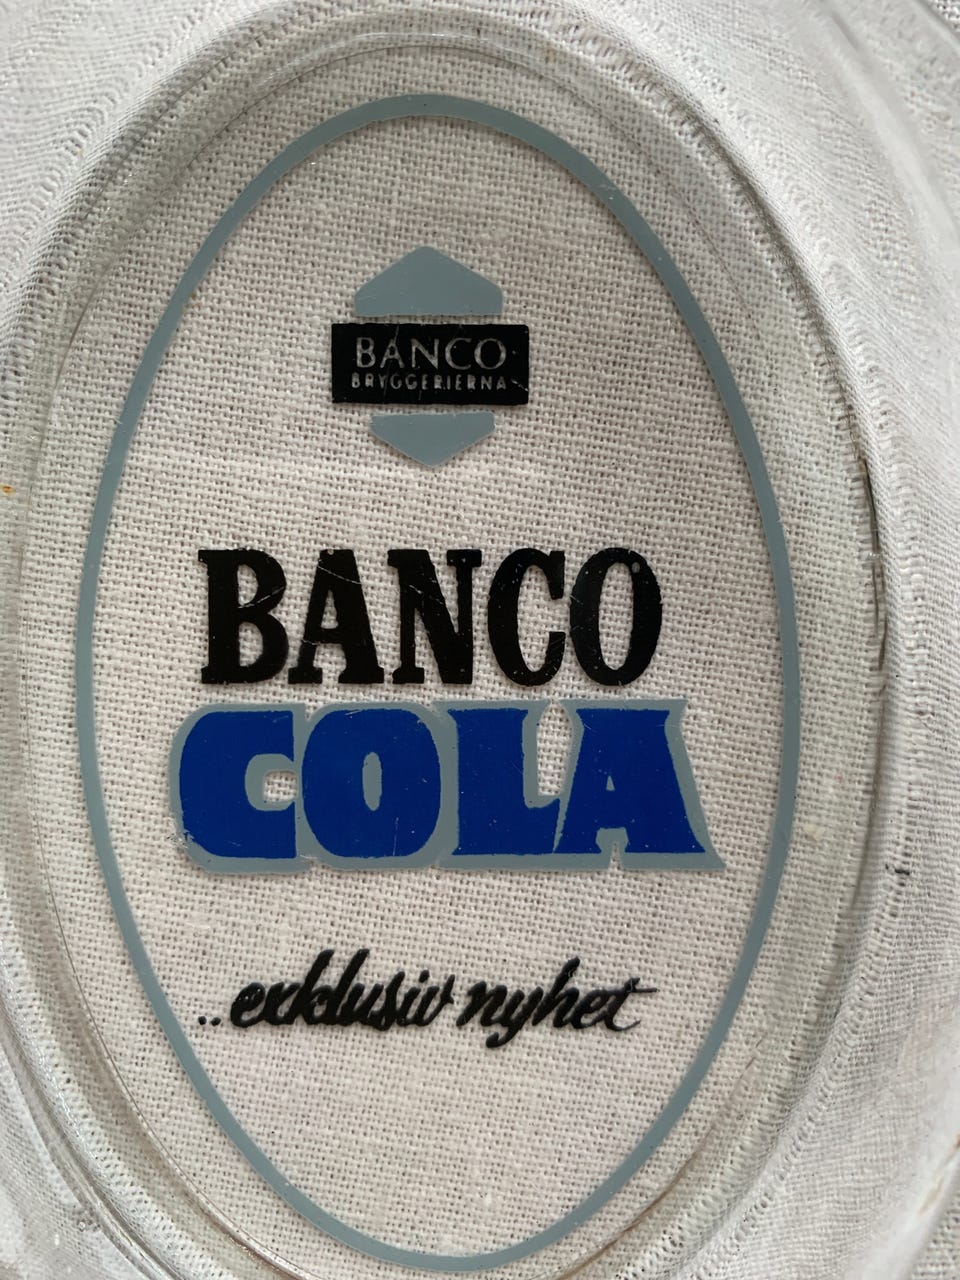 BANCO
BRYGGERIERNA
BANCO
COLA
..exklusiv nyhet